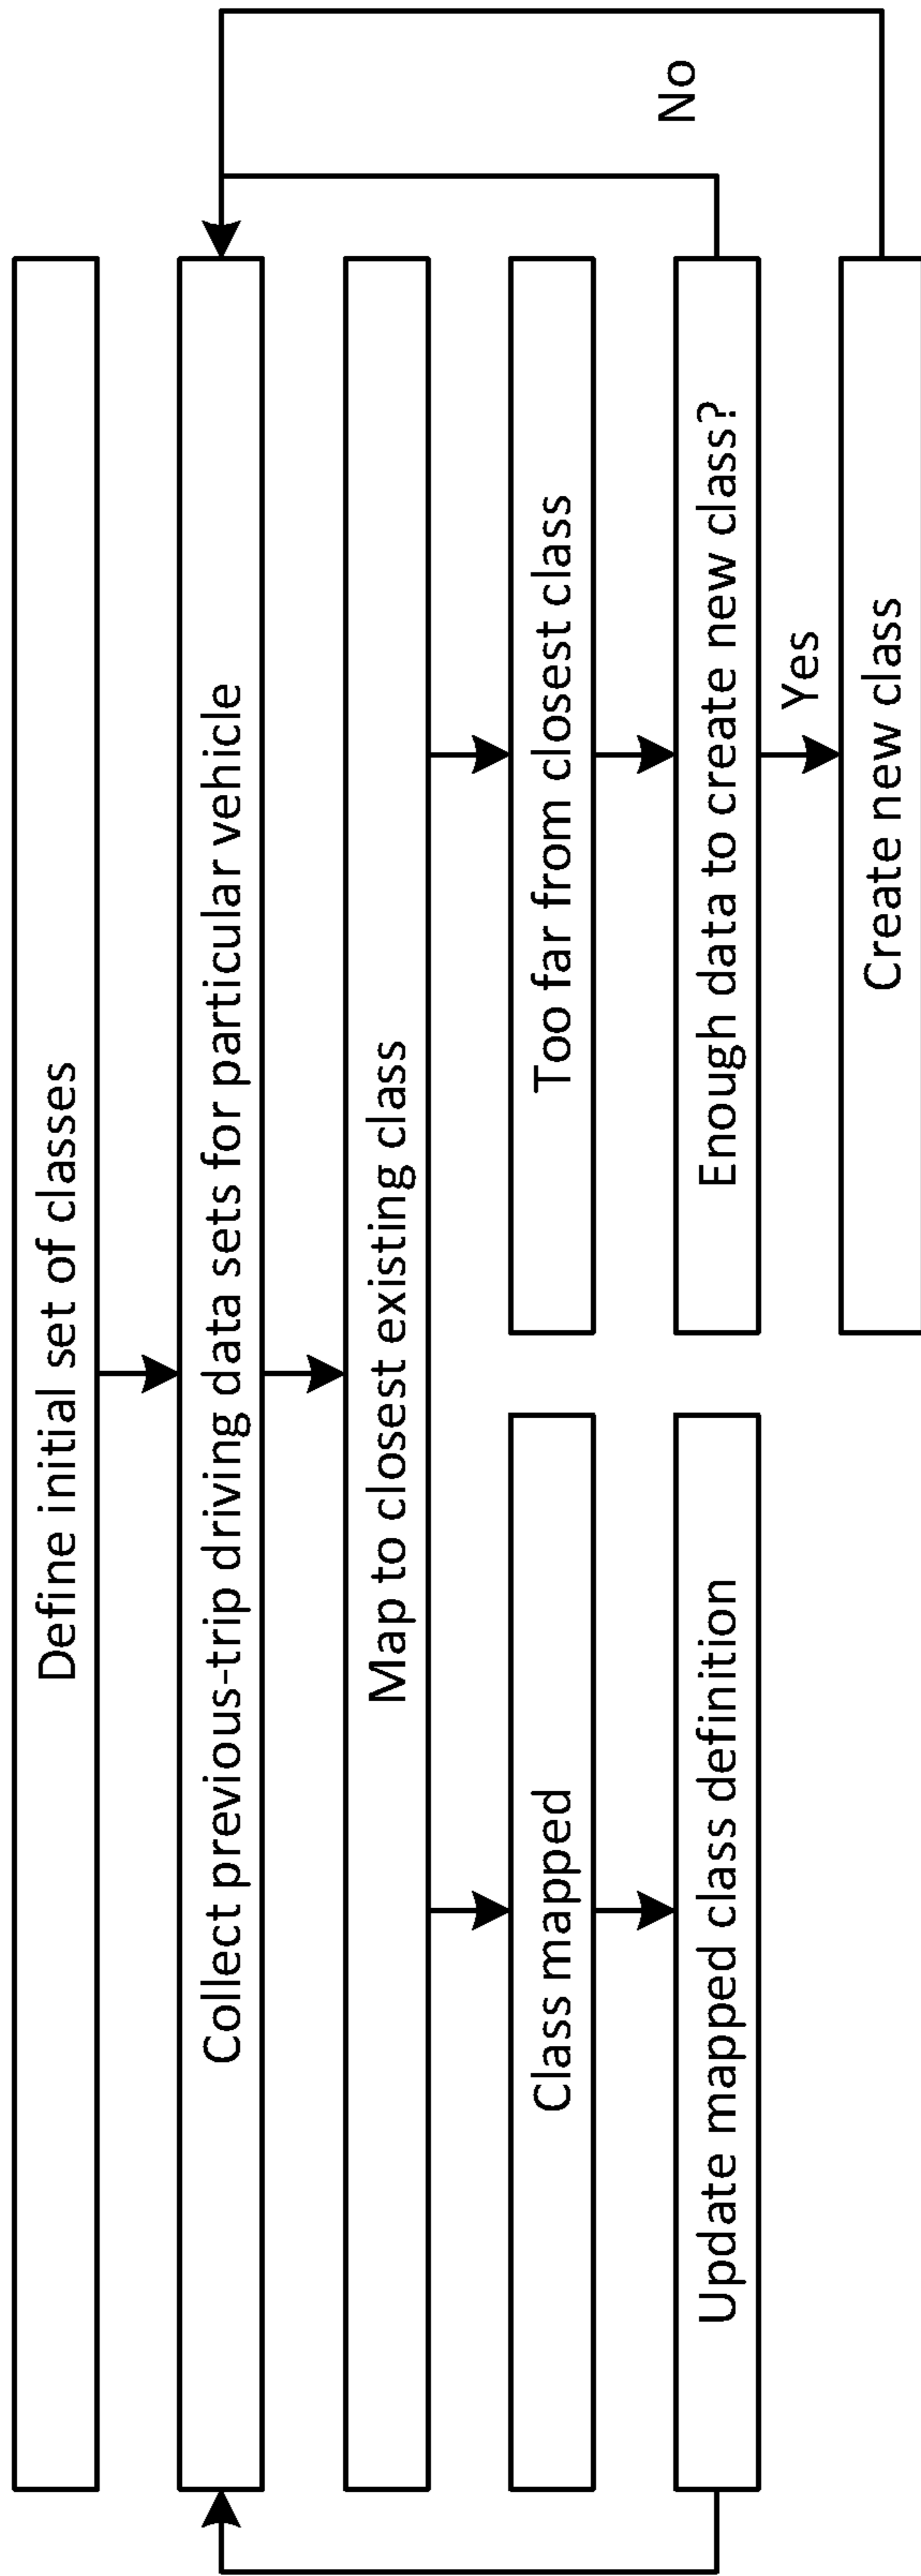 Define initial set of classes
Collect previous-trip driving data sets for particular vehicle
Map to closest existing class
Class mapped
Too far from closest class
Update mapped class definition
Enough data to create new class?
No
Yes
Create new class